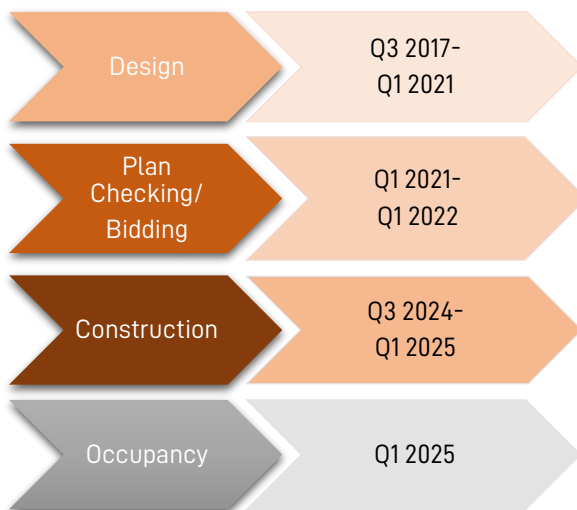 Design
Q3 2017-
Q1 2021
Plan
Checking/
Bidding
Q1 2021-
Q1 2022
Construction
Q3 2024-
Q1 2025
Occupancy
Q1 2025